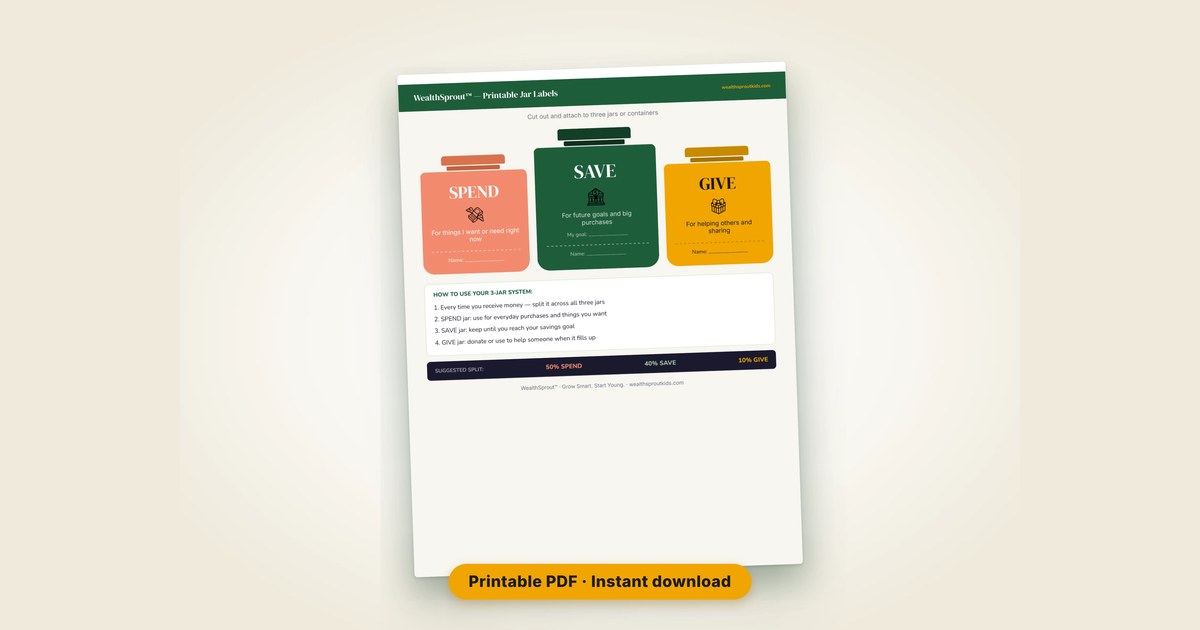 WealthSprout™ — Printable Jar Labels
wealthsproutkids.com
Cut out and attach to three jars or containers
SPEND
For things I want or need right
now
Name: ______________
SAVE
For future goals and big
purchases
My goal: ______________
Name: ______________
GIVE
For helping others and
sharing
Name: ______________
HOW TO USE YOUR 3-JAR SYSTEM:
1. Every time you receive money — split it across all three jars
2. SPEND jar: use for everyday purchases and things you want
3. SAVE jar: keep until you reach your savings goal
4. GIVE jar: donate or use to help someone when it fills up
SUGGESTED SPLIT: 50% SPEND 40% SAVE 10% GIVE
WealthSprout™ · Grow Smart. Start Young. · wealthsproutkids.com
Printable PDF · Instant download